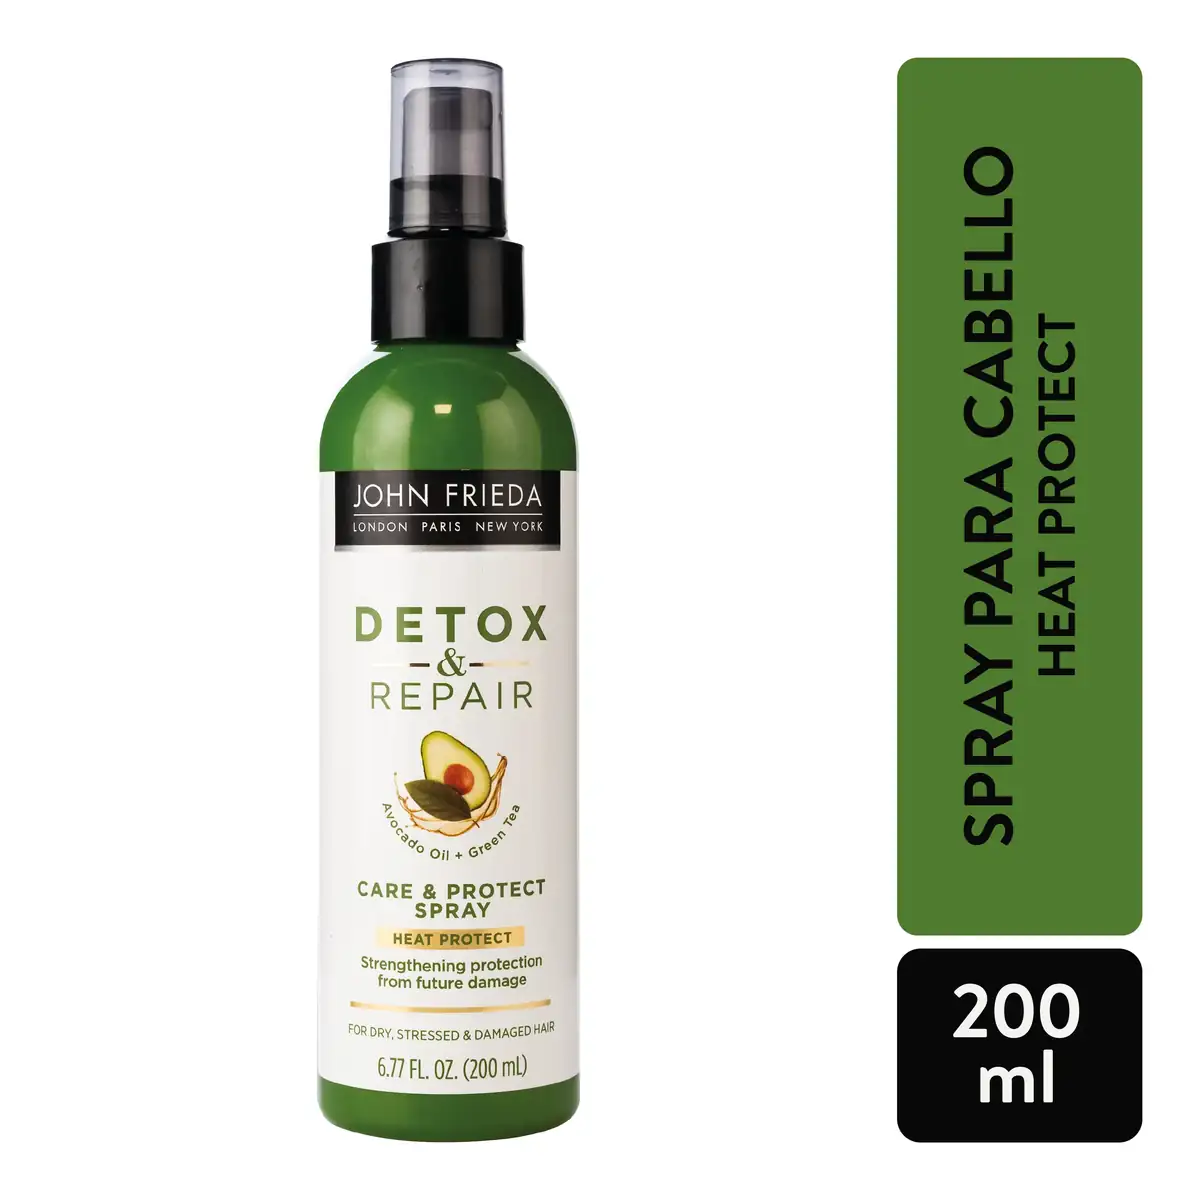 JOHN FRIEDA
LONDON PARIS NEW YORK
DETOX
&
REPAIR
Avocado Oil + Green Tea
CARE & PROTECT
SPRAY
HEAT PROTECT
Strengthening protection
from future damage
FOR DRY, STRESSED & DAMAGED HAIR
6.77 FL. OZ. (200 mL)
SPRAY PARA CABELLO
HEAT PROTECT
200
ml